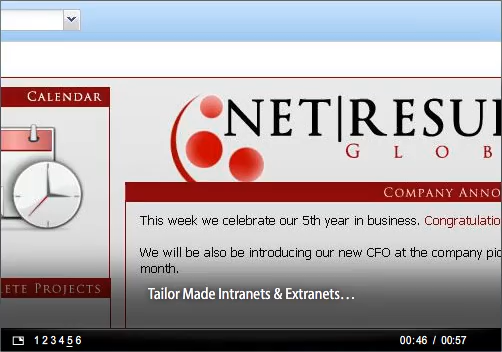 CALENDAR
NET|RESUL
GLOB
COMPANY ANNO
This week we celebrate our 5th year in business. Congratulatio
We will be also be introducing our new CFO at the company pic
month.
ETE PROJECTS
Tailor Made Intranets & Extranets...
1 2 3 4 5 6
00:46 / 00:57